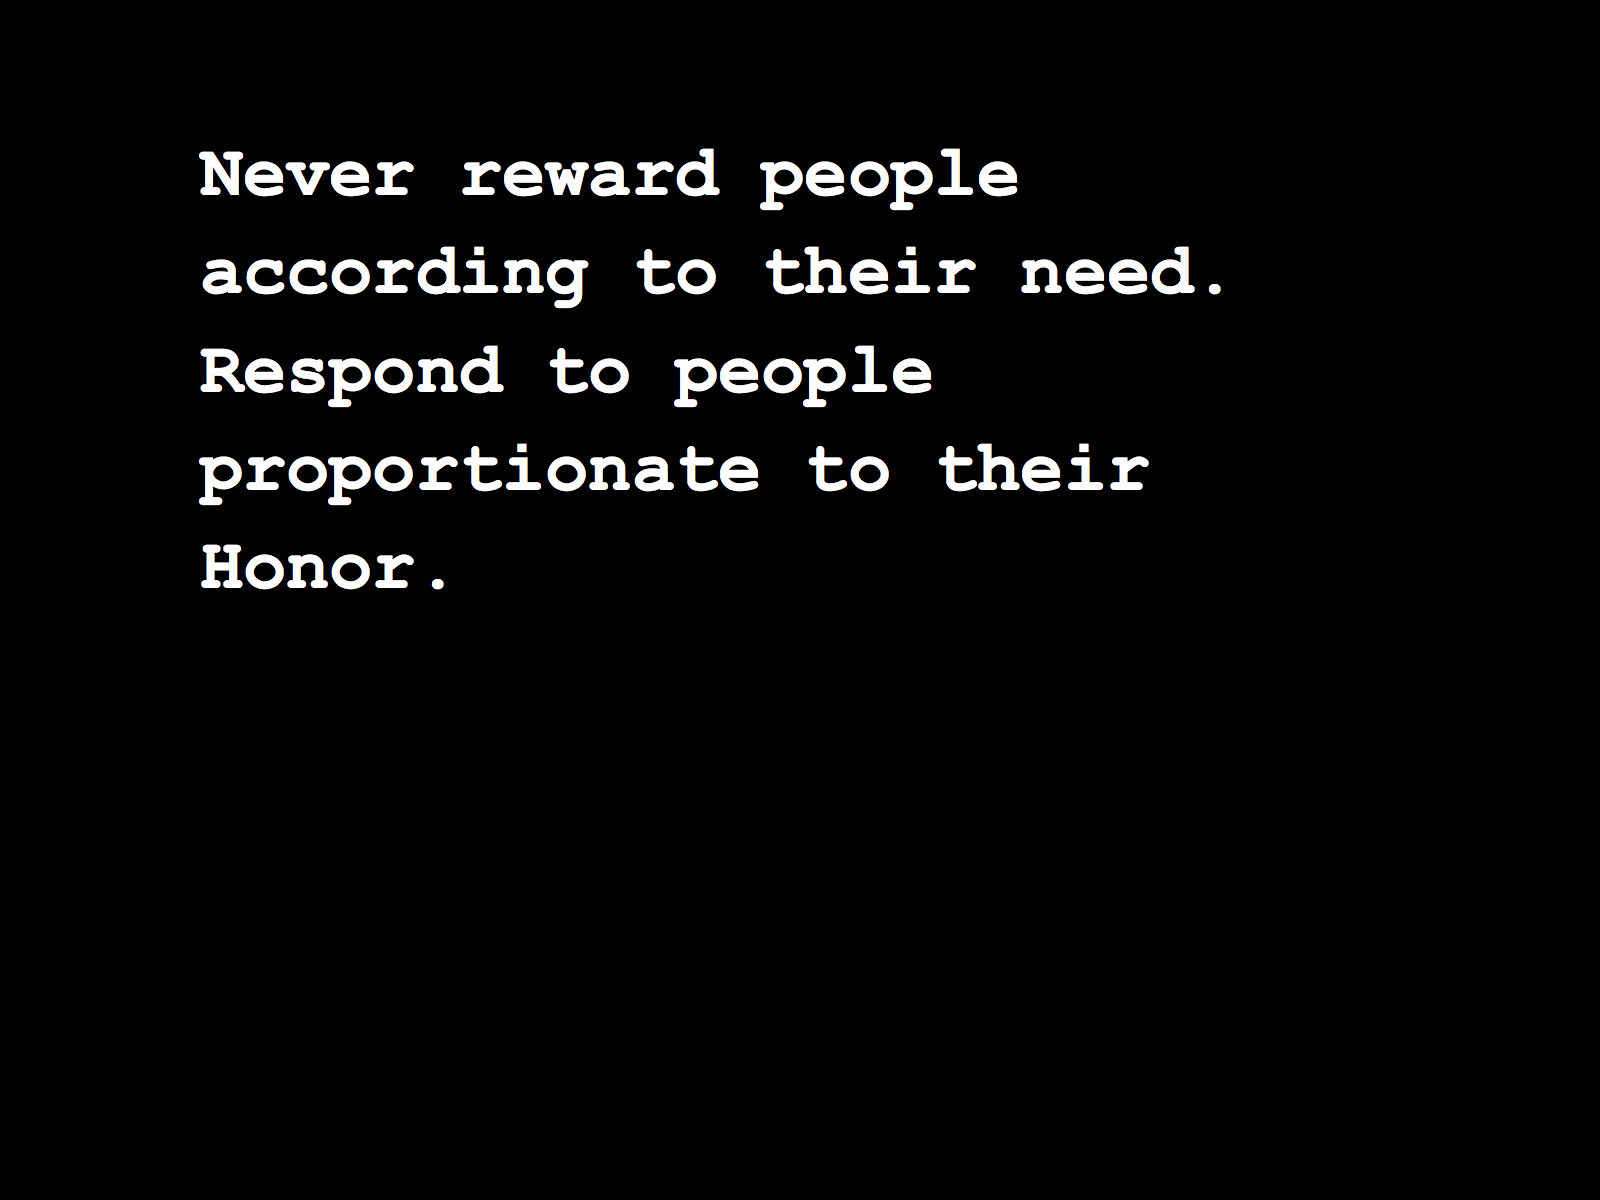 Never reward people
according to their need.
Respond to people
proportionate to their
Honor.